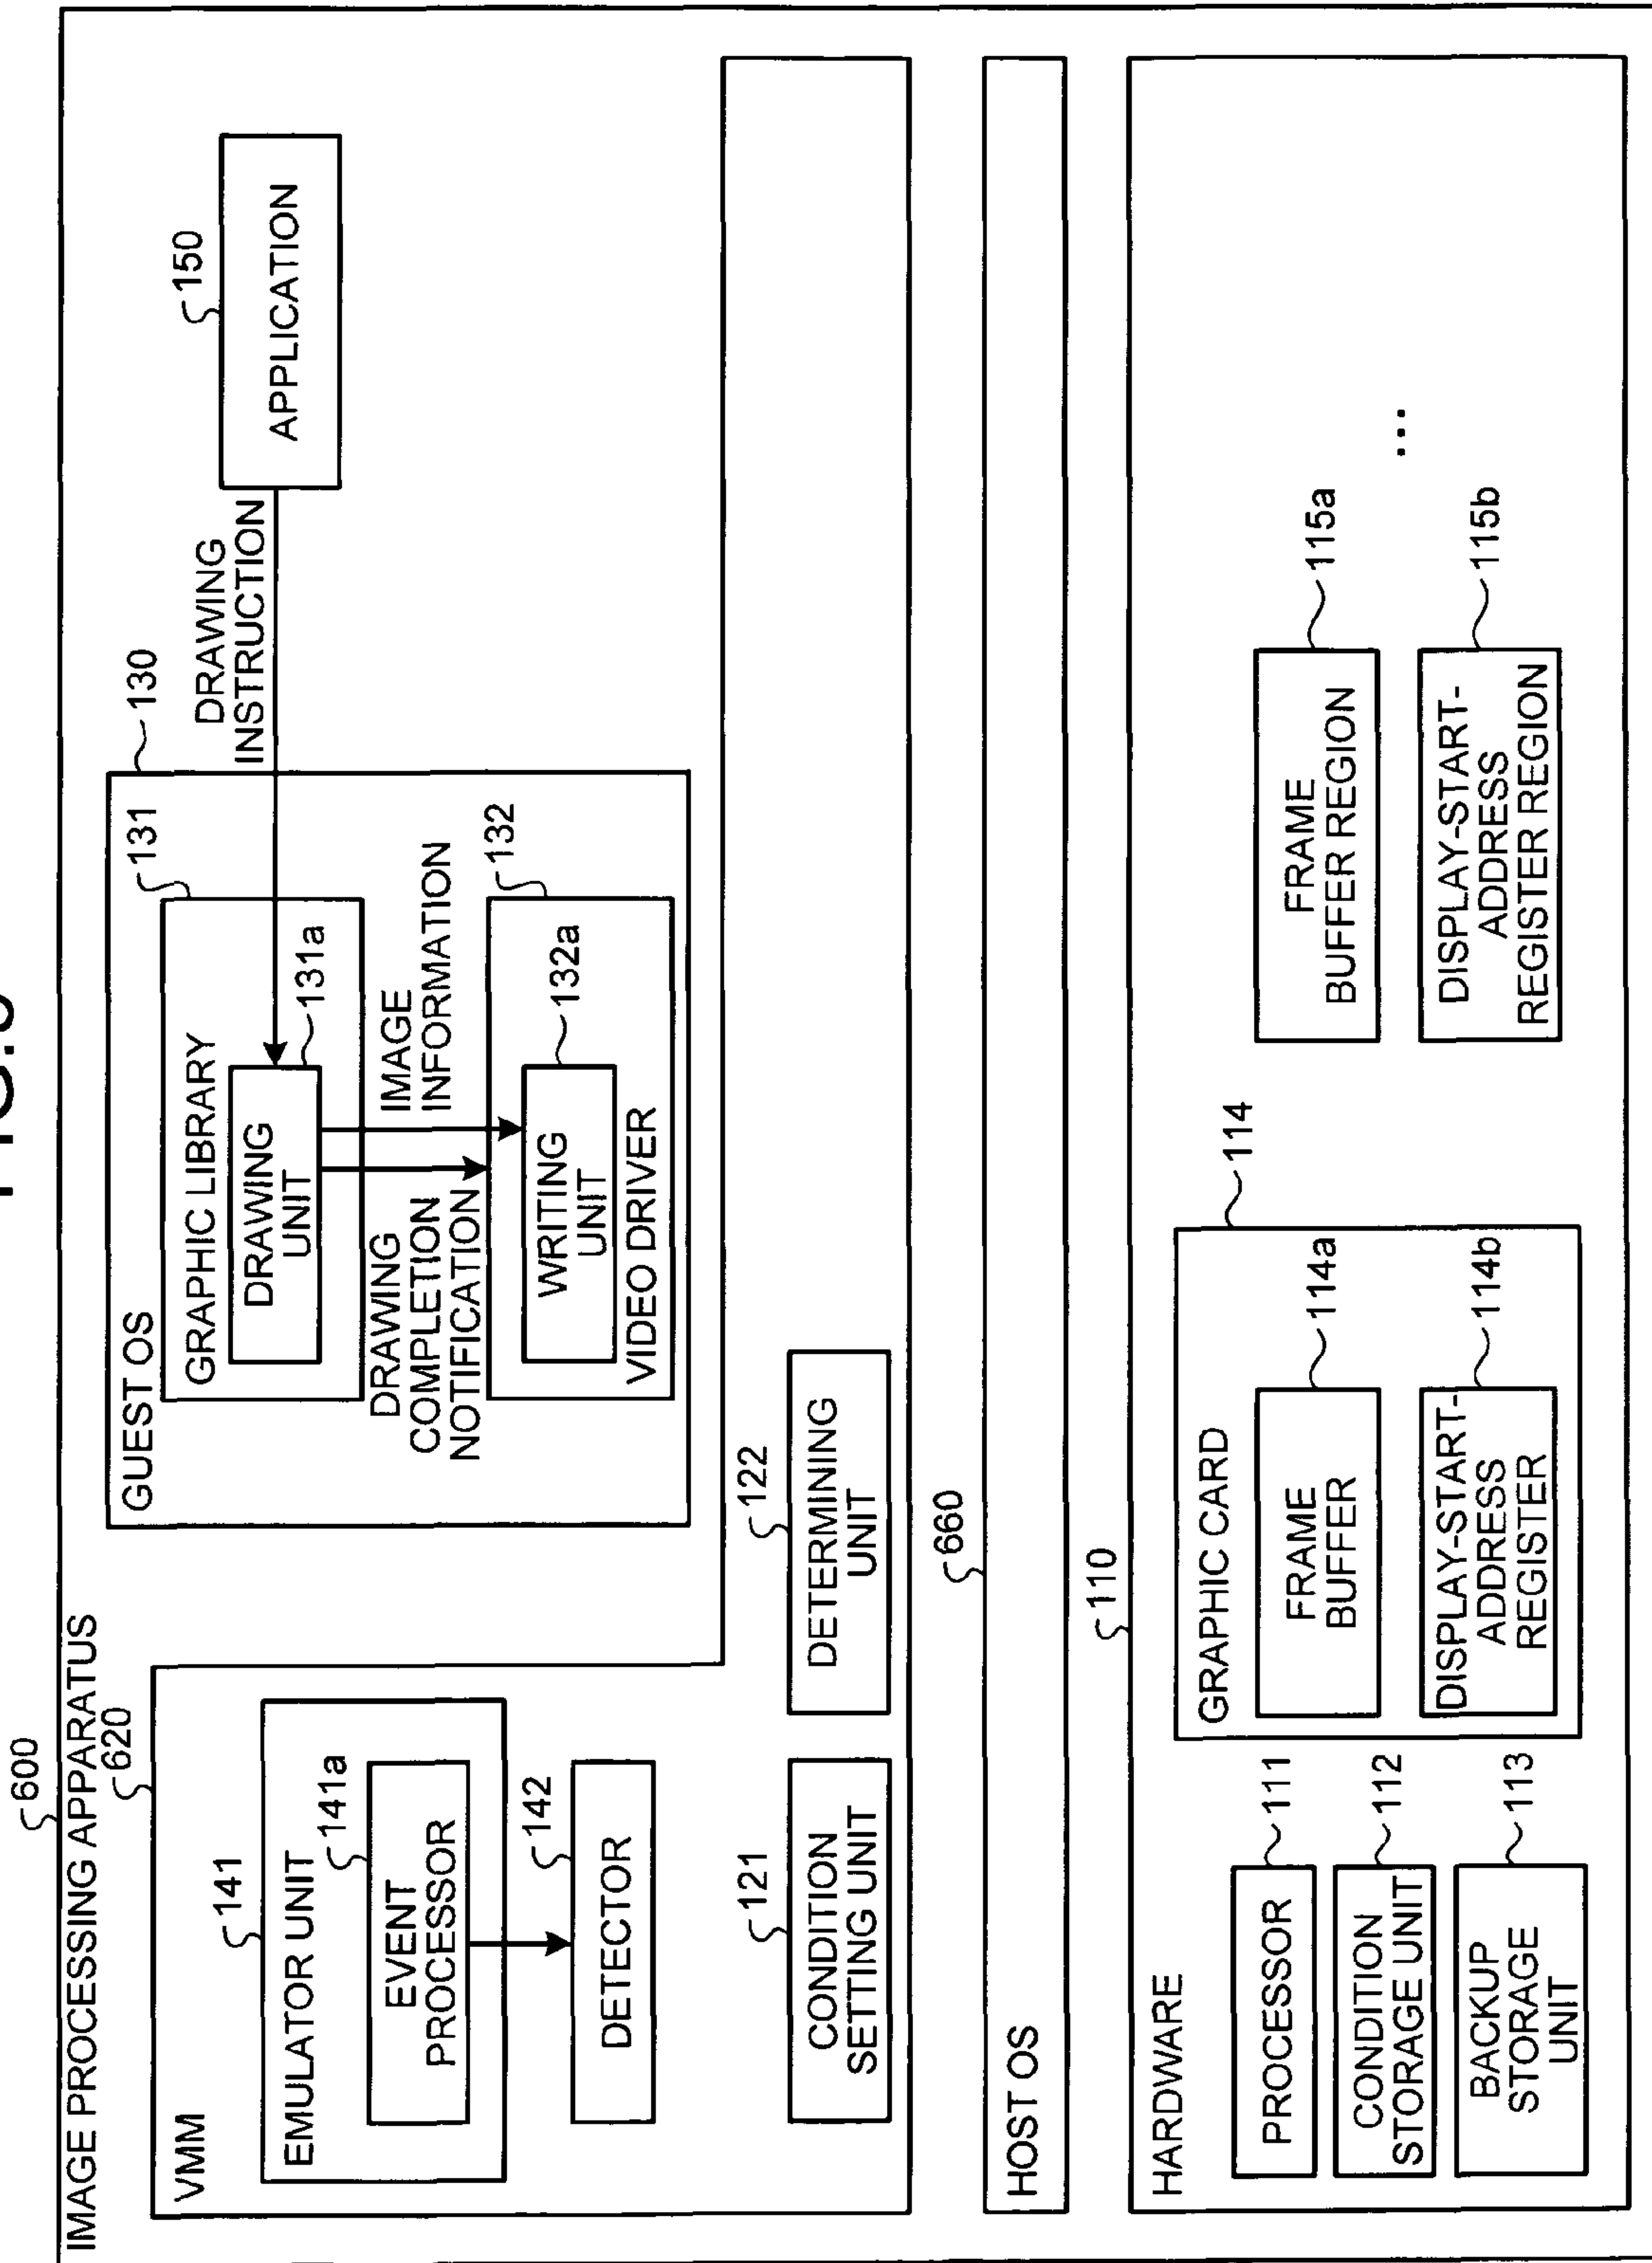 600
IMAGE PROCESSING APPARATUS
620
VMM
141
EMULATOR UNIT
141a
EVENT
PROCESSOR
142
DETECTOR
121
CONDITION
SETTING UNIT
122
DETERMINING
UNIT
130
GUEST OS
131
GRAPHIC LIBRARY
131a
DRAWING
UNIT
DRAWING
COMPLETION
NOTIFICATION
IMAGE
INFORMATION
132
132a
WRITING
UNIT
VIDEO DRIVER
DRAWING
INSTRUCTION
150
APPLICATION
660
HOST OS
110
HARDWARE
PROCESSOR
111
CONDITION
STORAGE UNIT
112
BACKUP
STORAGE
UNIT
113
114
GRAPHIC CARD
114a
FRAME
BUFFER
114b
DISPLAY-START-
ADDRESS
REGISTER
115a
FRAME
BUFFER REGION
115b
DISPLAY-START-
ADDRESS
REGISTER REGION
...